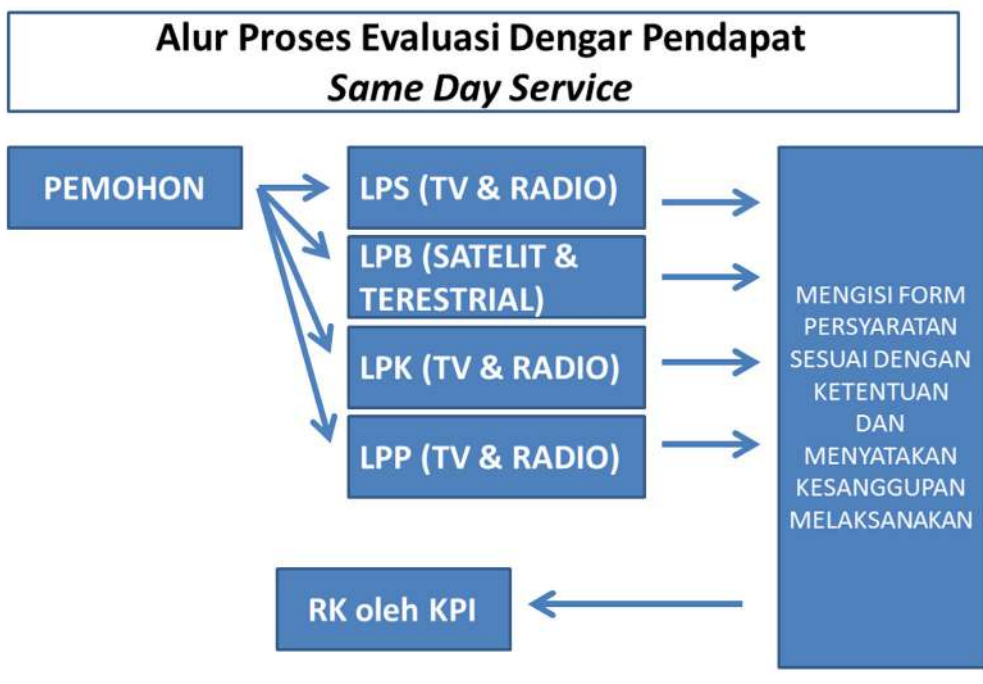 Alur Proses Evaluasi Dengar Pendapat
Same Day Service
PEMOHON
LPS (TV & RADIO)
LPB (SATELIT &
TERESTRIAL)
LPK (TV & RADIO)
LPP (TV & RADIO)
MENGISI FORM
PERSYARATAN
SESUAI DENGAN
KETENTUAN
DAN
MENYATAKAN
KESANGGUPAN
MELAKSANAKAN
RK oleh KPI